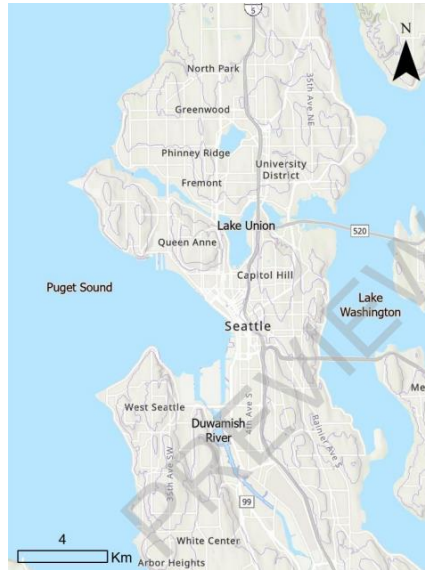 5
N
North Park
35th Ave NE
Greenwood
Phinney Ridge
University
District
Fremont
Lake Union
520
Queen Anne
Capitol Hill
Puget Sound
Lake
Washington
Seattle
Me
West Seattle
4th Ave S
Duwamish
River
Rainier Ave S
35th Ave SW
99
PREVIEW
White Center
4
Km
Arbor Heights